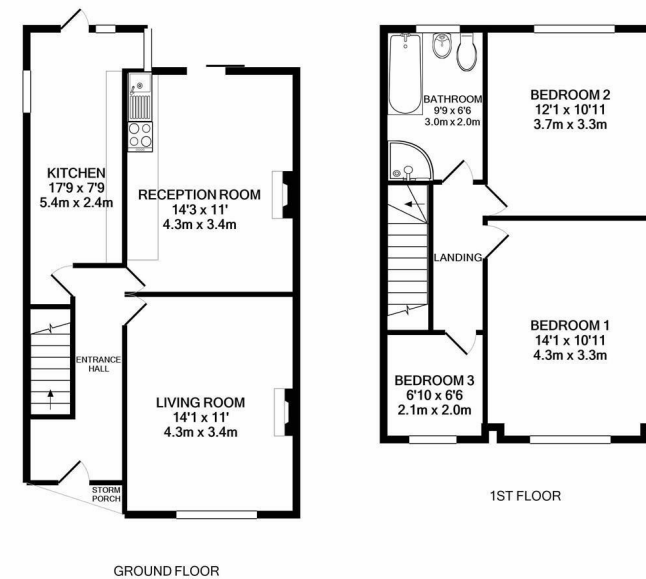 KITCHEN
17'9 x 7'9
5.4m x 2.4m
RECEPTION ROOM
14'3 x 11'
4.3m x 3.4m
ENTRANCE
HALL
LIVING ROOM
14'1 x 11'
4.3m x 3.4m
STORM
PORCH
GROUND FLOOR
BATHROOM
9'9 x 6'6
3.0m x 2.0m
BEDROOM 2
12'1 x 10'11
3.7m x 3.3m
LANDING
BEDROOM 1
14'1 x 10'11
4.3m x 3.3m
BEDROOM 3
6'10 x 6'6
2.1m x 2.0m
1ST FLOOR